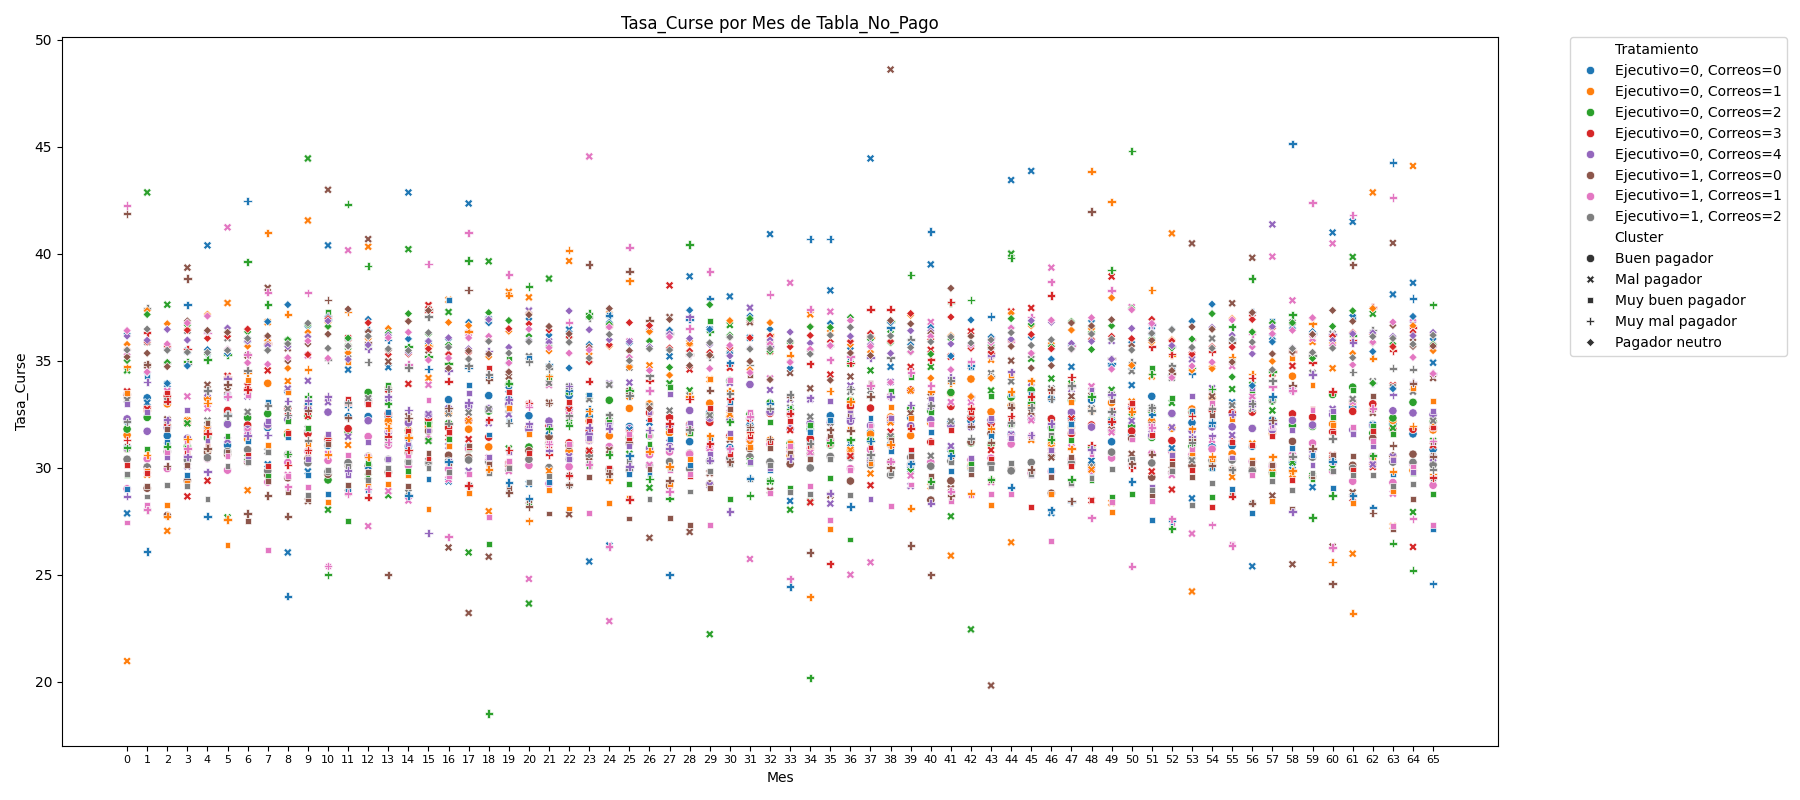 Tasa_Curse por Mes de Tabla_No_Pago
Tasa_Curse
50
45
40
35
30
25
20
0 1 2 3 4 5 6 7 8 9 10 11 12 13 14 15 16 17 18 19 20 21 22 23 24 25 26 27 28 29 30 31 32 33 34 35 36 37 38 39 40 41 42 43 44 45 46 47 48 49 50 51 52 53 54 55 56 57 58 59 60 61 62 63 64 65
Mes
Tratamiento
Ejecutivo=0, Correos=0
Ejecutivo=0, Correos=1
Ejecutivo=0, Correos=2
Ejecutivo=0, Correos=3
Ejecutivo=0, Correos=4
Ejecutivo=1, Correos=0
Ejecutivo=1, Correos=1
Ejecutivo=1, Correos=2
Cluster
Buen pagador
Mal pagador
Muy buen pagador
Muy mal pagador
Pagador neutro